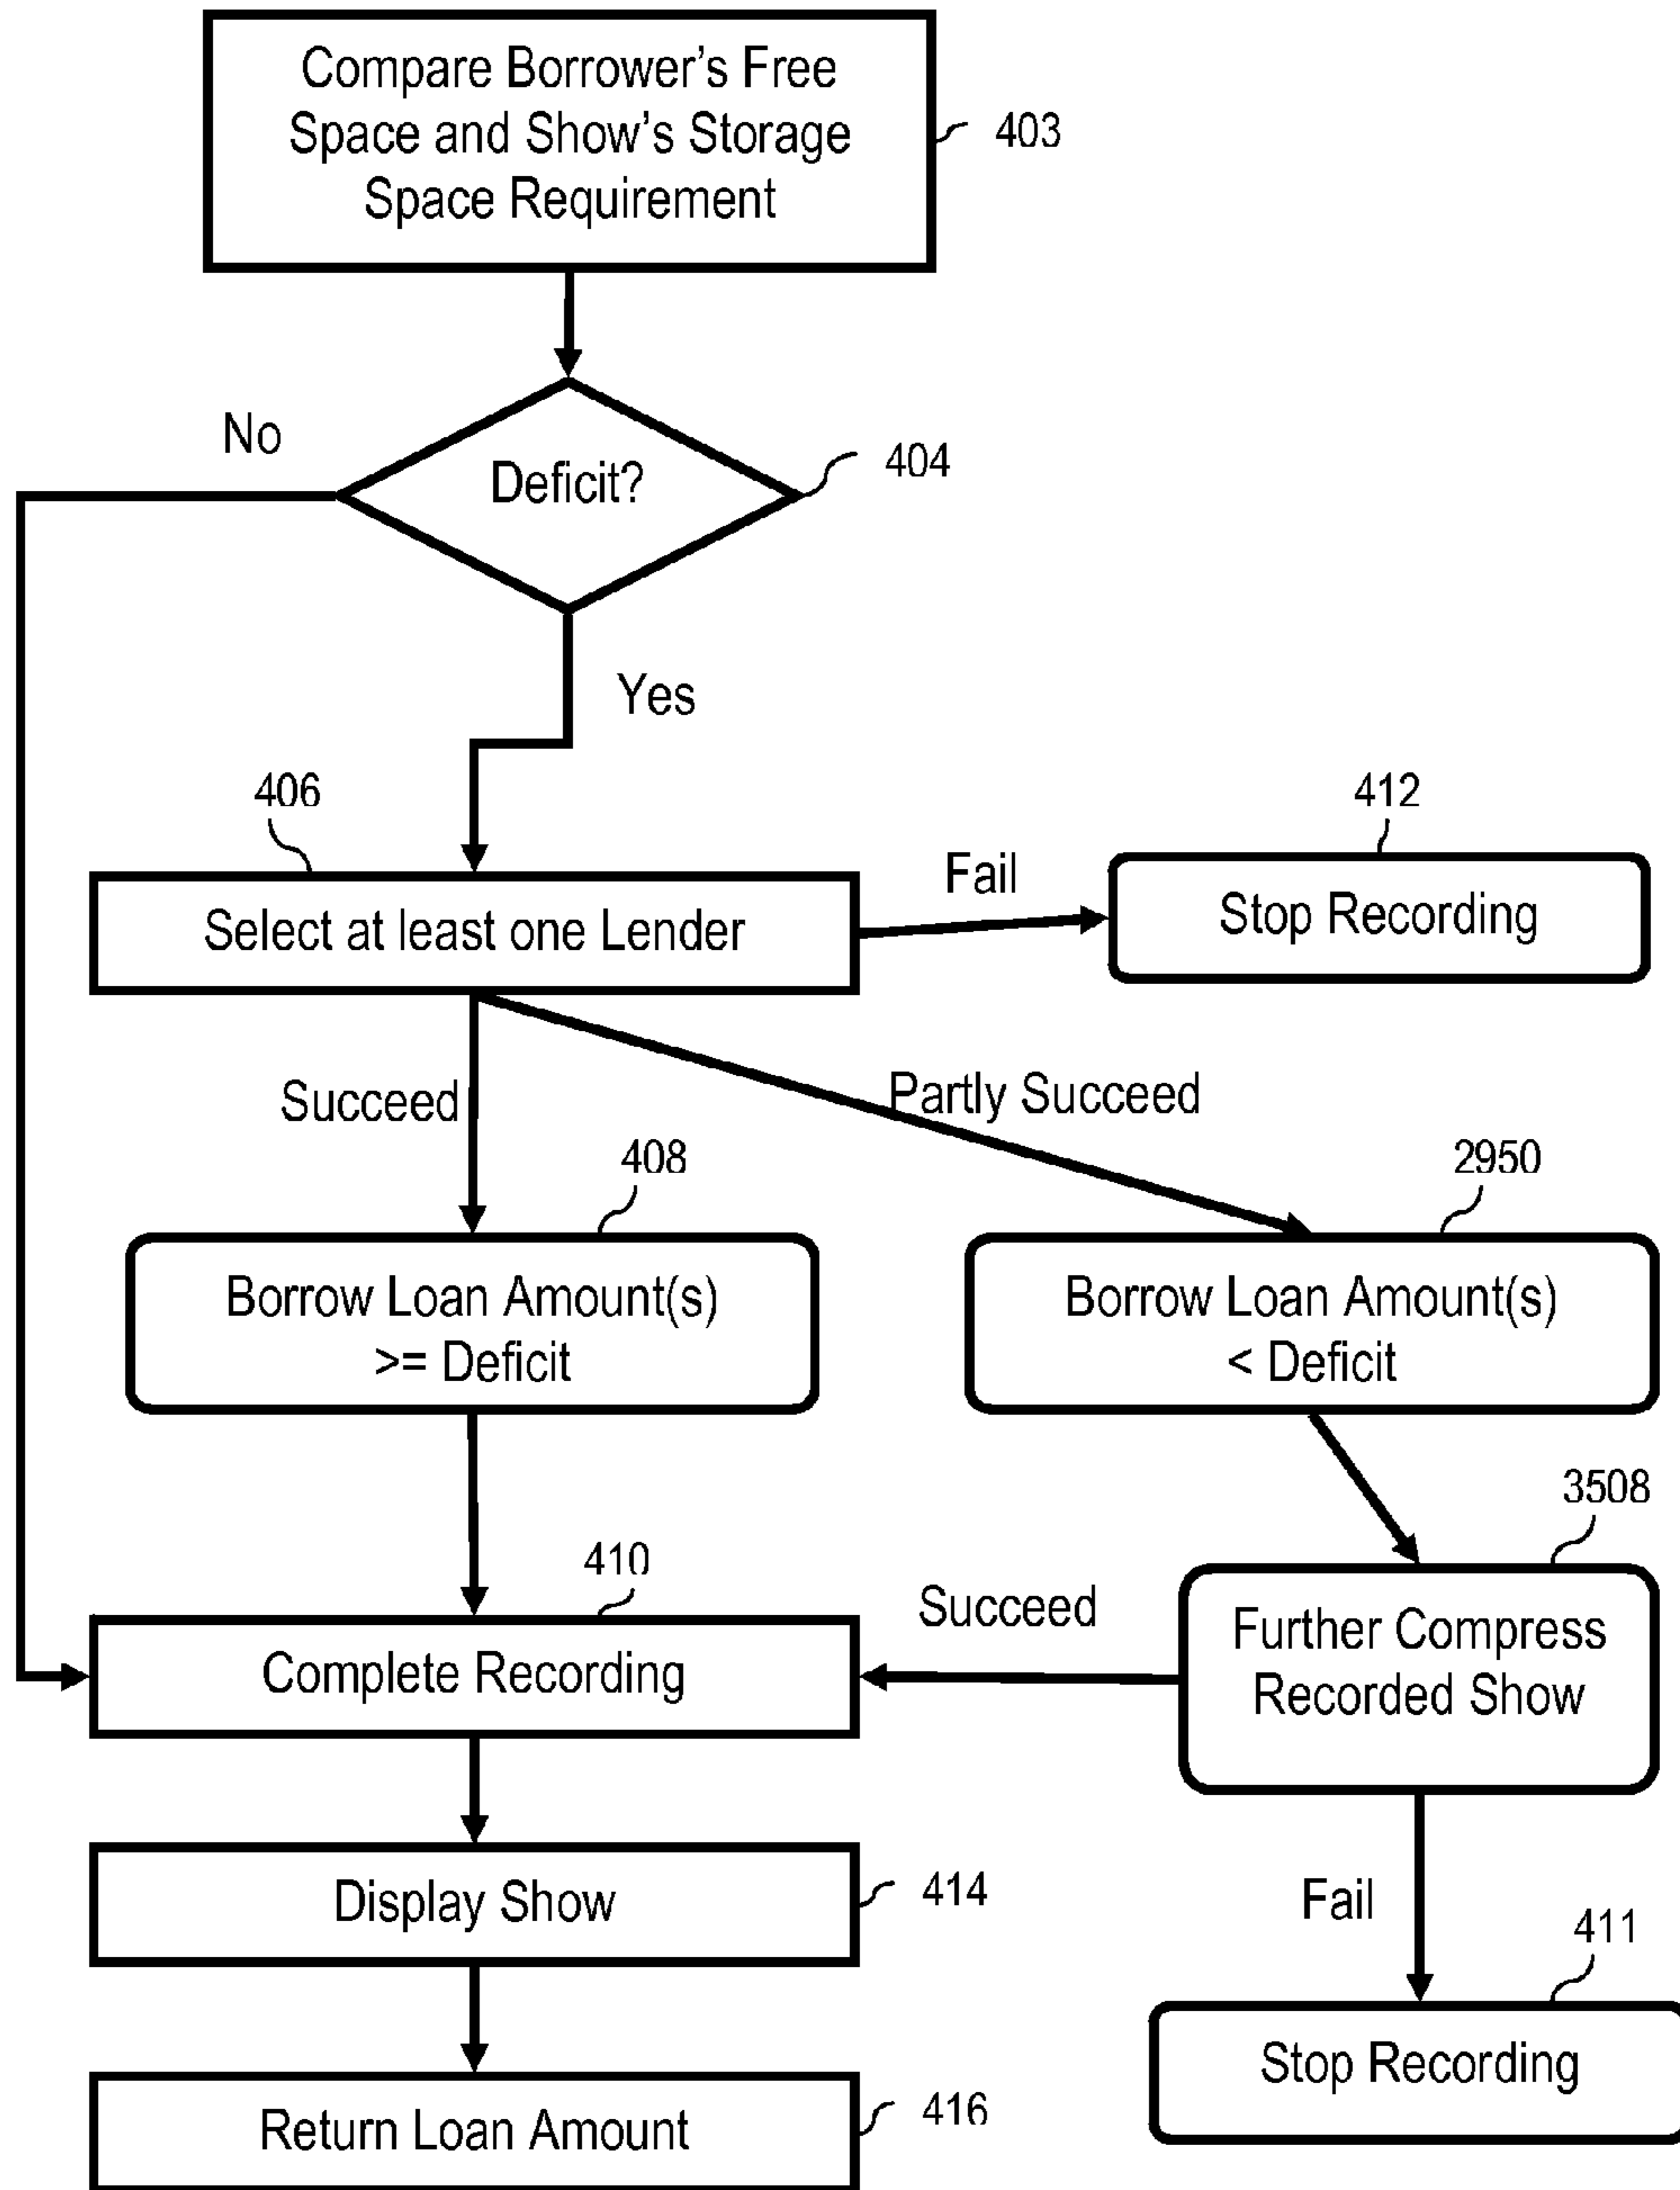 Compare Borrower's Free
Space and Show's Storage
Space Requirement
403
No
Deficit?
404
Yes
406
412
Select at least one Lender
Fail
Stop Recording
Succeed
Partly Succeed
408
2950
Borrow Loan Amount(s)
>= Deficit
Borrow Loan Amount(s)
< Deficit
3508
410
Succeed
Further Compress
Recorded Show
Complete Recording
Display Show
414
Fail
411
Stop Recording
Return Loan Amount
416